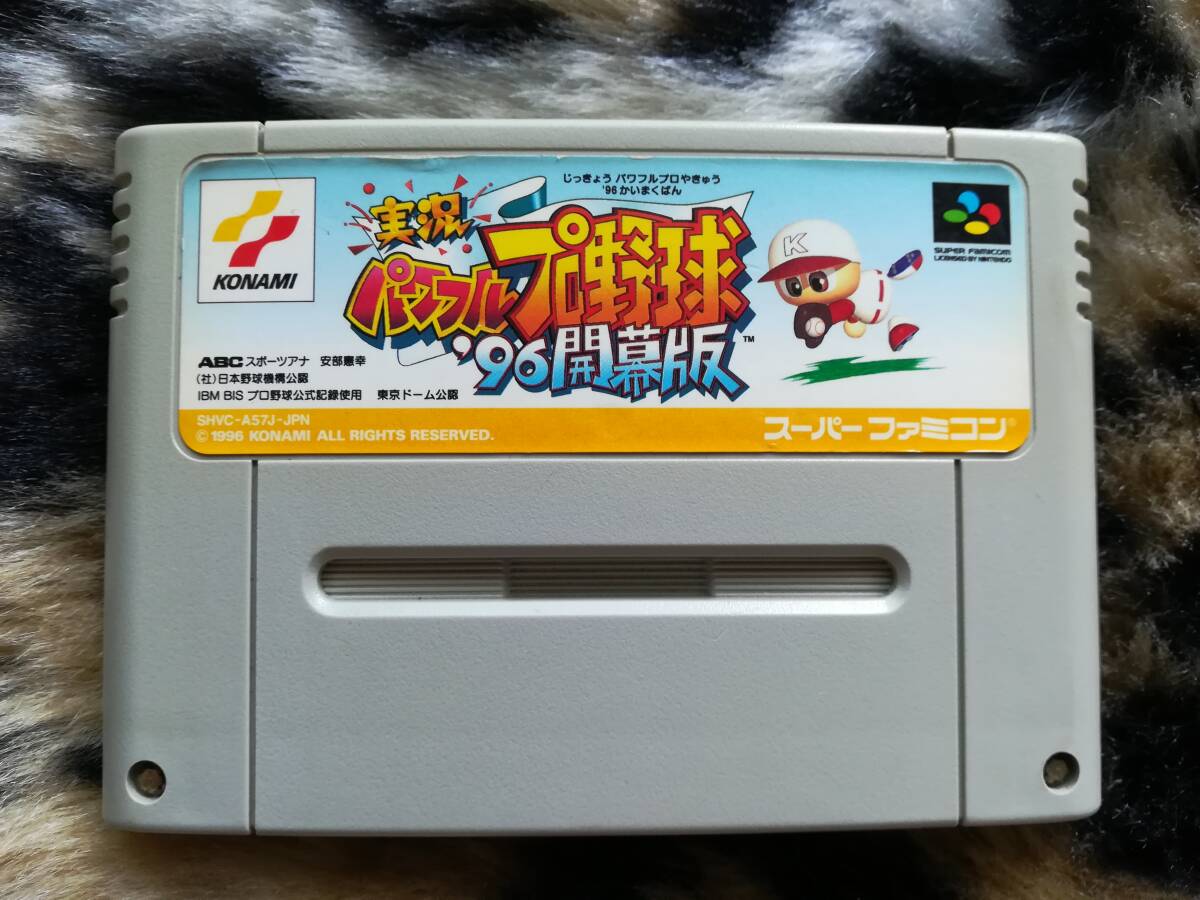 KONAMI
じっきょう パワフルプロやきゅう
'96かいまくばん
実況
パワフル
プロ野球
'96開幕版™
K
SUPER FAMICOM
LICENSED BY NINTENDO
ABC スポーツアナ 安部憲幸
(社)日本野球機構公認
IBM BIS プロ野球公式記録使用 東京ドーム公認
SHVC-A57J-JPN
© 1996 KONAMI ALL RIGHTS RESERVED.
スーパーファミコン®